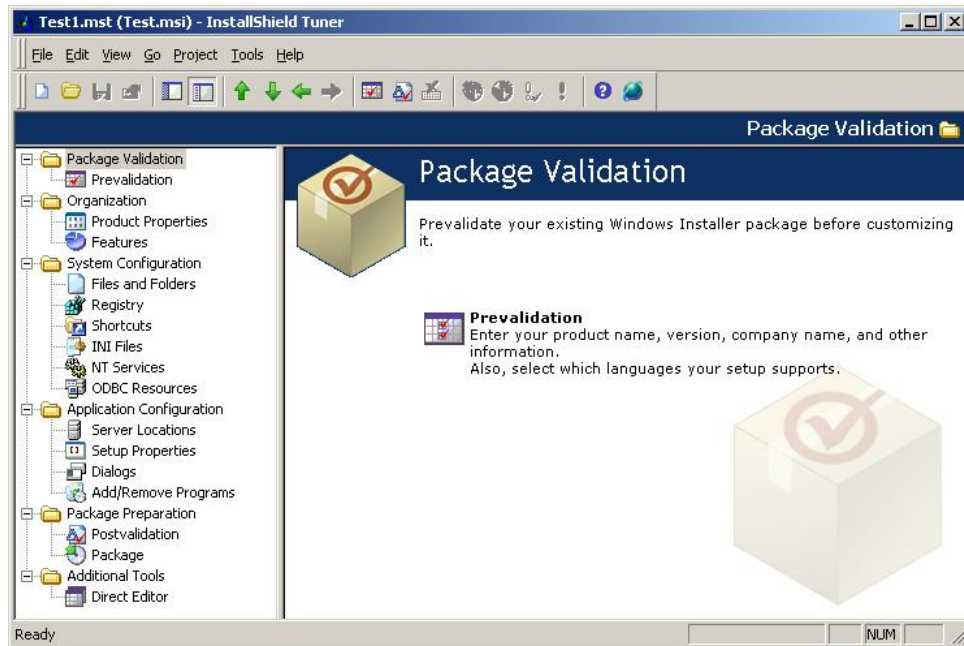 Test1.mst (Test.msi) - InstallShield Tuner
File Edit View Go Project Tools Help
Package Validation
Package Validation
Prevalidation
Organization
Product Properties
Features
System Configuration
Files and Folders
Registry
Shortcuts
INI Files
NT Services
ODBC Resources
Application Configuration
Server Locations
Setup Properties
Dialogs
Add/Remove Programs
Package Preparation
Postvalidation
Package
Additional Tools
Direct Editor
Package Validation
Prevalidate your existing Windows Installer package before customizing
it.
Prevalidation
Enter your product name, version, company name, and other
information.
Also, select which languages your setup supports.
Ready
NUM